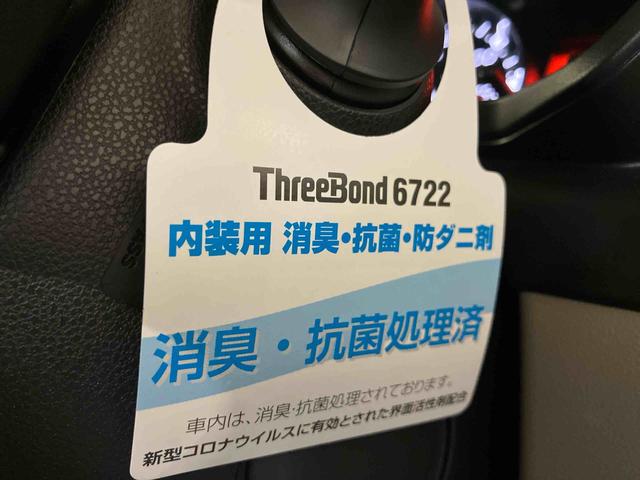 ThreeBond 6722
内装用 消臭・抗菌・防ダニ剤
消臭・抗菌処理済
車内は、消臭・抗菌処理されております。
新型コロナウイルスに有効とされた界面活性剤配合